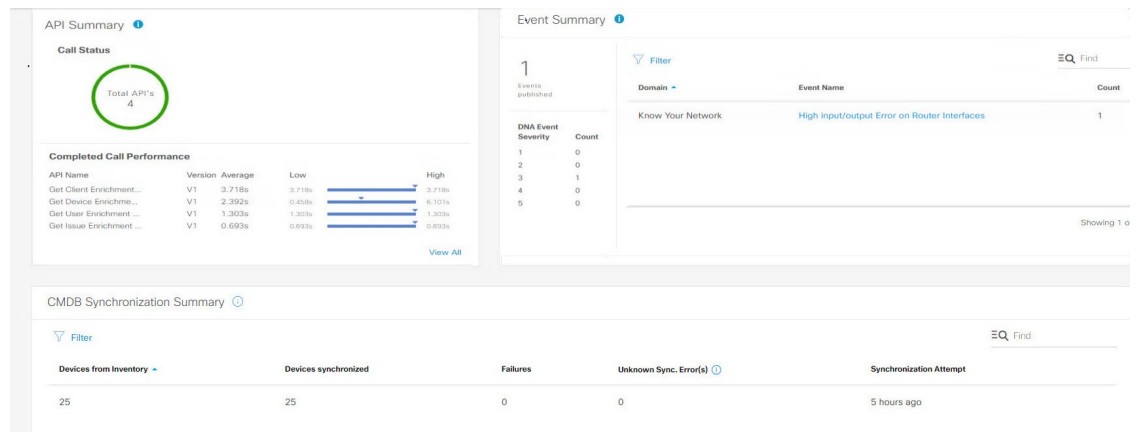 API Summary
Call Status
Total API's
4
Completed Call Performance
API Name Version Average Low High
Get Client Enrichment... V1 3.718s 3.718s 3.718s
Get Device Enrichme... V1 2.392s 0.458s 6.101s
Get User Enrichment ... V1 1.303s 1.303s 1.303s
Get Issue Enrichment ... V1 0.693s 0.693s 0.693s
View All
Event Summary
1
Events
published
DNA Event
Severity Count
1 0
2 0
3 1
4 0
5 0
Filter
Find
Domain Event Name Count
Know Your Network High input/output Error on Router Interfaces 1
Showing 1 o
CMDB Synchronization Summary
Filter
Find
Devices from Inventory Devices synchronized Failures Unknown Sync. Error(s) Synchronization Attempt
25 25 0 0 5 hours ago